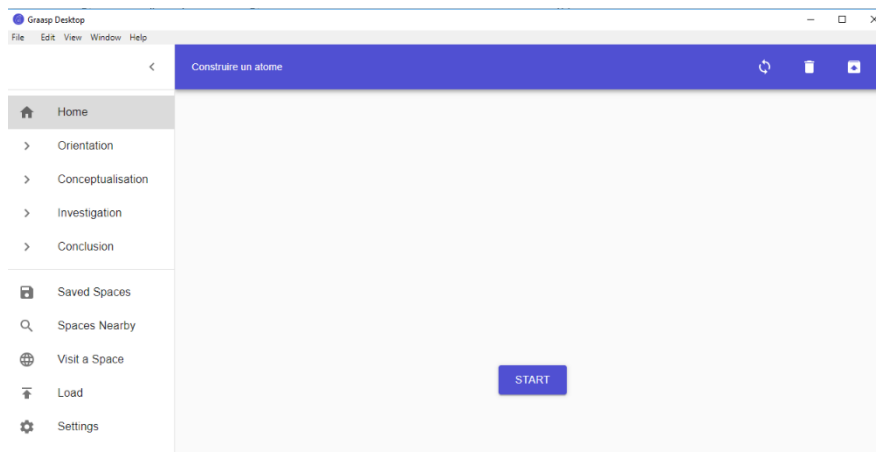 Graasp Desktop
File Edit View Window Help
Construire un atome
Home
Orientation
Conceptualisation
Investigation
Conclusion
Saved Spaces
Spaces Nearby
Visit a Space
Load
Settings
START